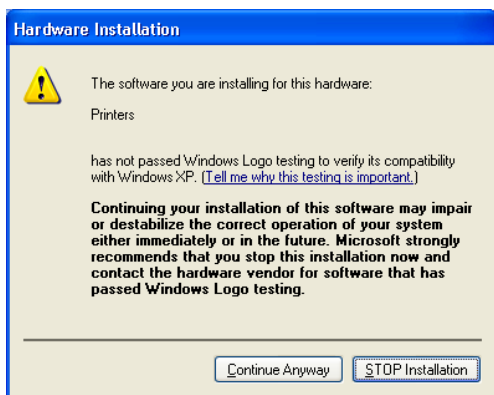 Hardware Installation
The software you are installing for this hardware:
Printers
has not passed Windows Logo testing to verify its compatibility
with Windows XP. (Tell me why this testing is important.)
Continuing your installation of this software may impair
or destabilize the correct operation of your system
either immediately or in the future. Microsoft strongly
recommends that you stop this installation now and
contact the hardware vendor for software that has
passed Windows Logo testing.
Continue Anyway STOP Installation